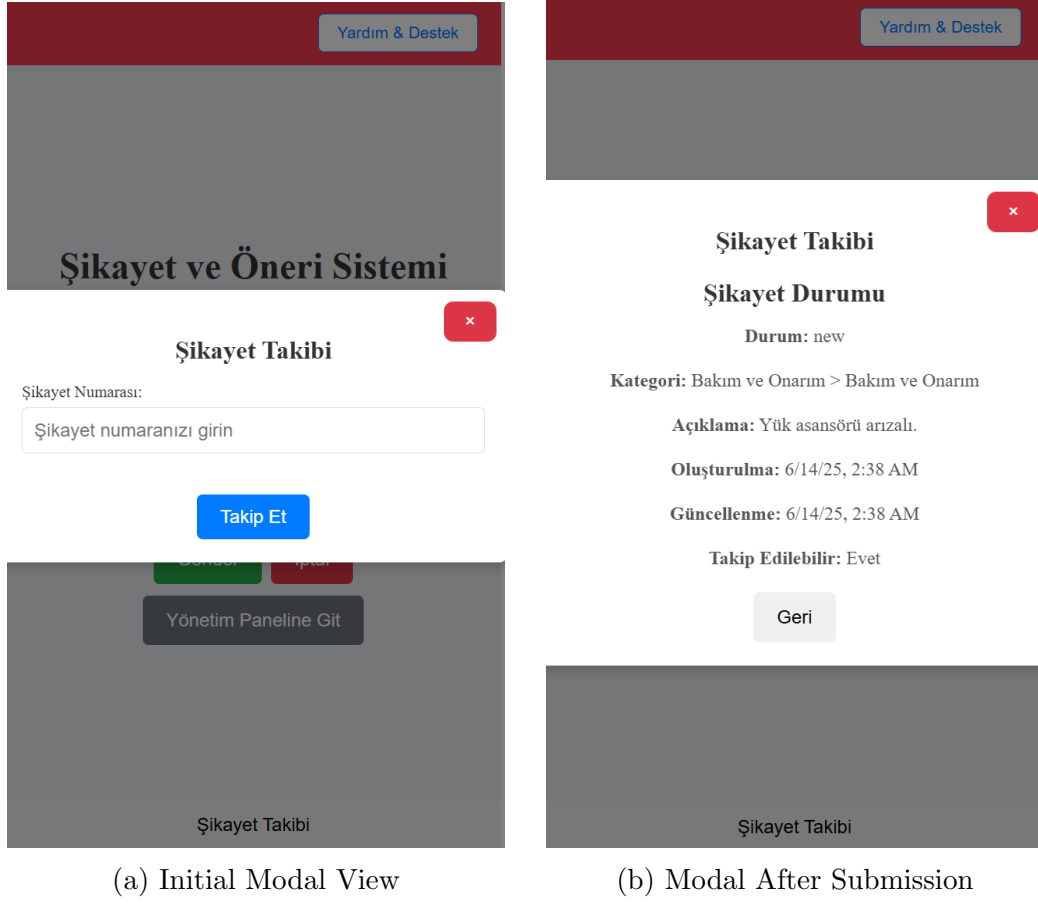 Yardım & Destek
Şikayet ve Öneri Sistemi
×
Şikayet Takibi
Şikayet Numarası:
Şikayet numaranızı girin
Takip Et
Gönder İptal
Yönetim Paneline Git
Şikayet Takibi
(a) Initial Modal View
Yardım & Destek
×
Şikayet Takibi
Şikayet Durumu
Durum: new
Kategori: Bakım ve Onarım > Bakım ve Onarım
Açıklama: Yük asansörü arızalı.
Oluşturulma: 6/14/25, 2:38 AM
Güncellenme: 6/14/25, 2:38 AM
Takip Edilebilir: Evet
Geri
Şikayet Takibi
(b) Modal After Submission